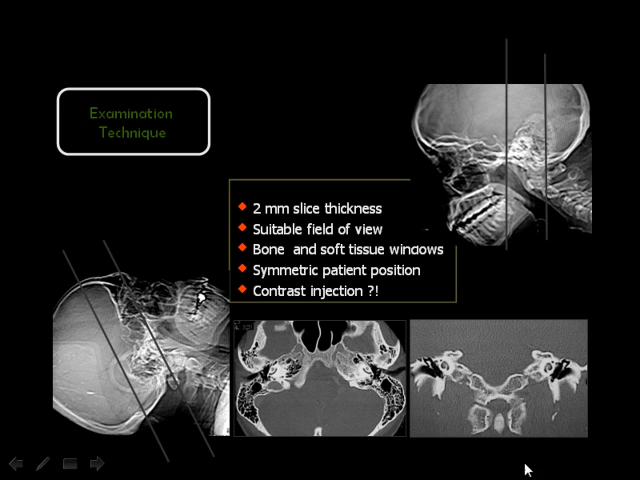 Examination
Technique
2 mm slice thickness
Suitable field of view
Bone and soft tissue windows
Symmetric patient position
Contrast injection ?!